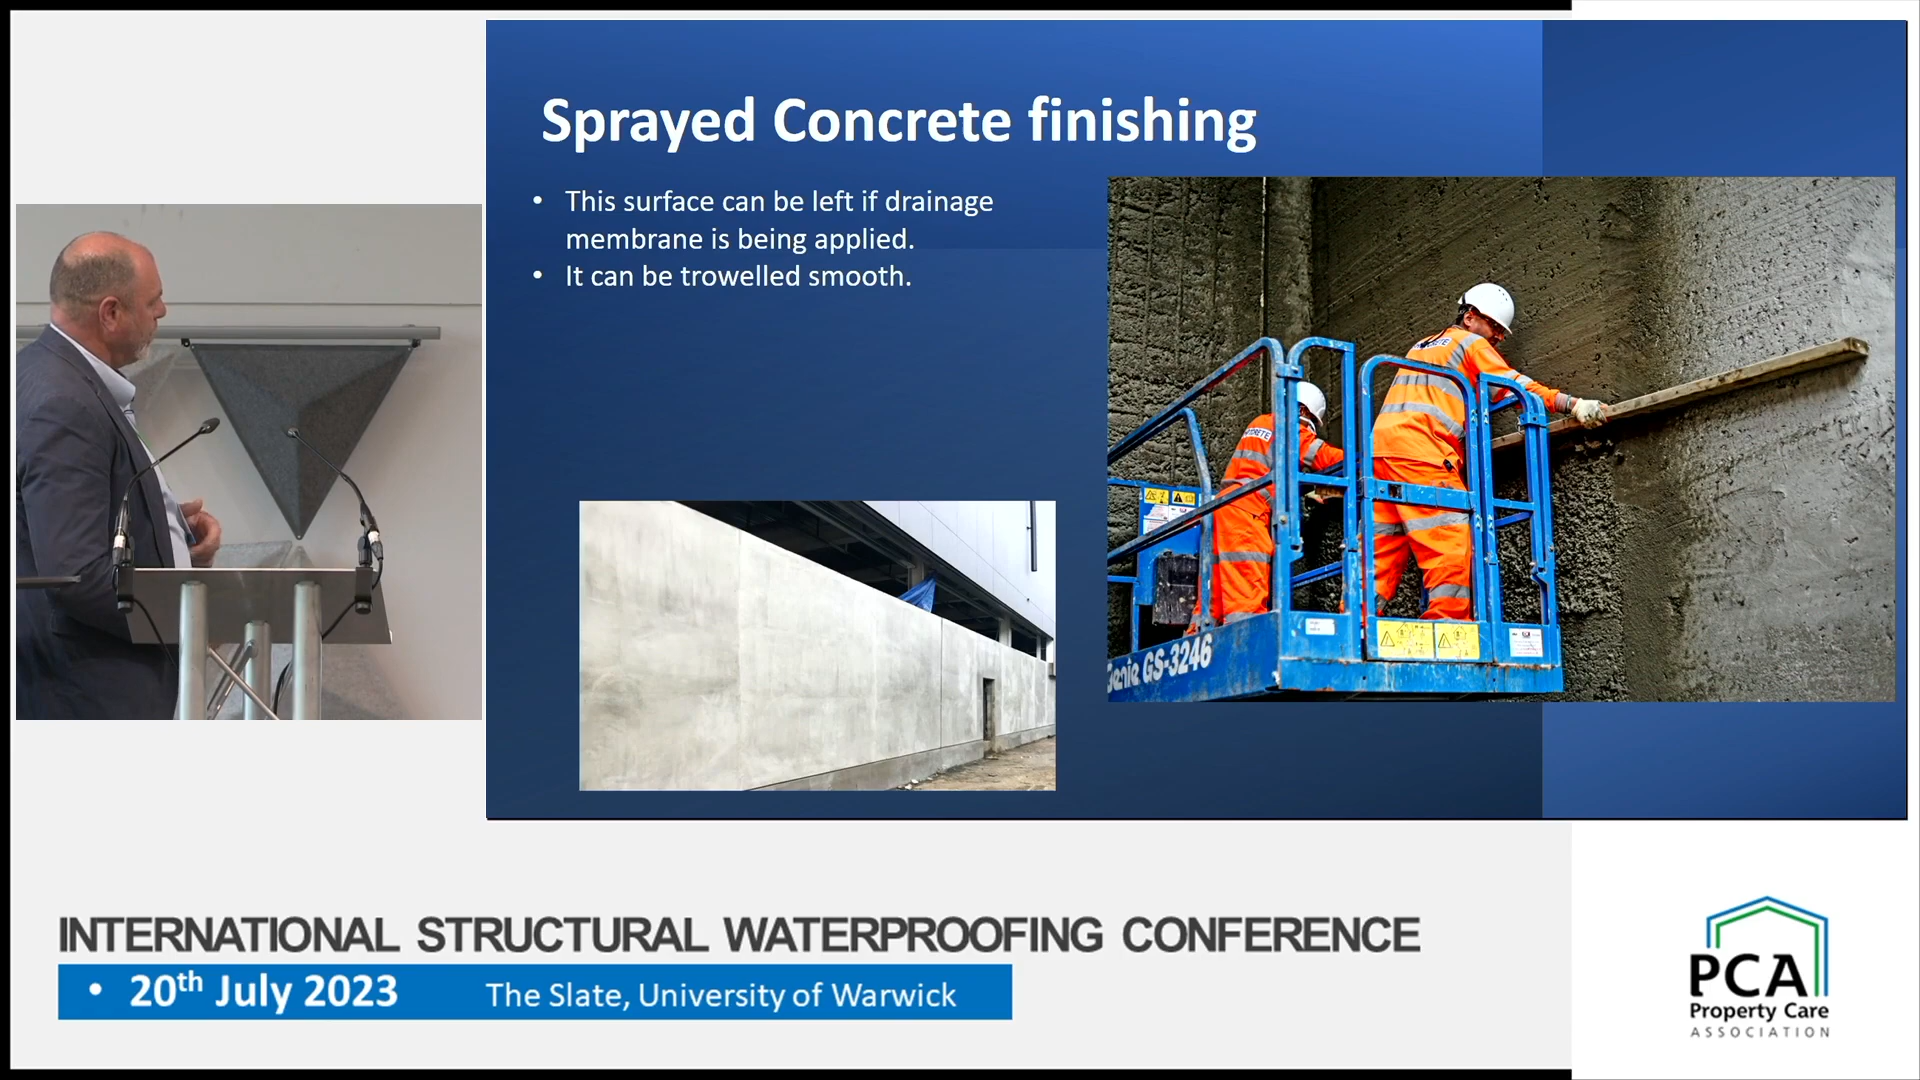 Sprayed Concrete finishing
• This surface can be left if drainage
membrane is being applied.
• It can be trowelled smooth.
Genie GS-3246
INTERNATIONAL STRUCTURAL WATERPROOFING CONFERENCE
• 20th July 2023 The Slate, University of Warwick
PCA
Property Care
ASSOCIATION